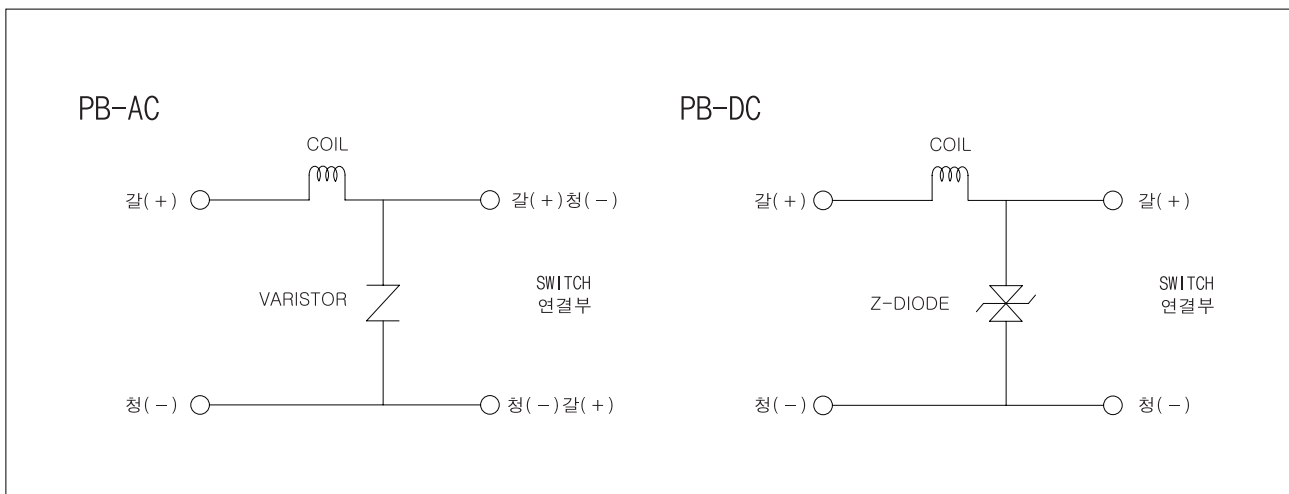 PB-AC
COIL
갈(+)
갈(+)청(-)
VARISTOR
SWITCH
연결부
청(-)
청(-)갈(+)
PB-DC
COIL
갈(+)
갈(+)
Z-DIODE
SWITCH
연결부
청(-)
청(-)